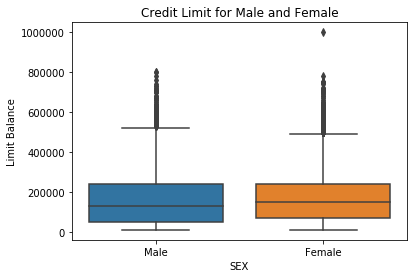 Credit Limit for Male and Female
1000000
800000
600000
400000
200000
0
Limit Balance
Male Female
SEX